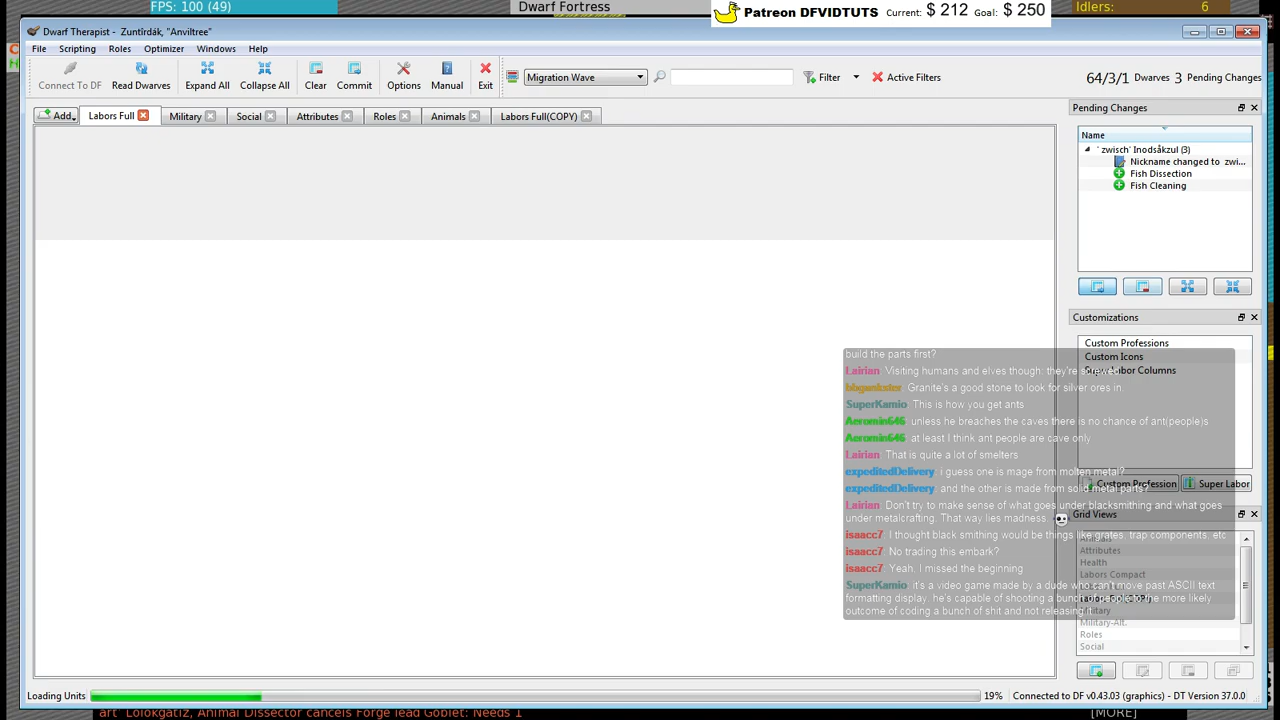 FPS: 100 (49)
Dwarf Fortress
Patreon DFVIDTUTS Current: $ 212 Goal: $ 250
Idlers: 6
Dwarf Therapist - Zuntîrdák, "Anviltree"
File Scripting Roles Optimizer Windows Help
Connect To DF Read Dwarves Expand All Collapse All Clear Commit Options Manual Exit
Migration Wave
Filter
Active Filters
64/3/1 Dwarves 3 Pending Changes
Add
Labors Full Military Social Attributes Roles Animals Labors Full(COPY)
Pending Changes
Name
' zwisch' Inodsåkzul (3)
Nickname changed to zwi...
Fish Dissection
Fish Cleaning
Customizations
Custom Professions
Custom Icons
Labor Columns
Custom Profession Super Labor
Grid Views
Attributes
Health
Labors Compact
Military
Military-Alt.
Roles
Social
build the parts first?
Lairian Visiting humans and elves though: they're
Granite's a good stone to look for silver ores in.
SuperKamio This is how you get ants
Aeromin646 unless he breaches the caves there is no chance of ant(people)s
Aeromin646 at least I think ant people are cave only
Lairian That is quite a lot of smelters
expeditedDelivery i guess one is mage from molten metal?
expeditedDelivery and the other is made from solid metal parts?
Lairian Don't try to make sense of what goes under blacksmithing and what goes
under metalcrafting. That way lies madness.
isaacc7 I thought black smithing would be things like grates, trap components, etc
isaacc7 No trading this embark?
isaacc7 Yeah, I missed the beginning
SuperKamio it's a video game made by a dude who can't move past ASCII text
formatting display. he's capable of shooting a bunch of the more likely
outcome of coding a bunch of shit and not releasing it
Loading Units
19%
Connected to DF v0.43.03 (graphics) - DT Version 37.0.0
art' Lolokgatiz, Animal Dissector cancels Forge lead Goblet: Needs 1
[MORE]